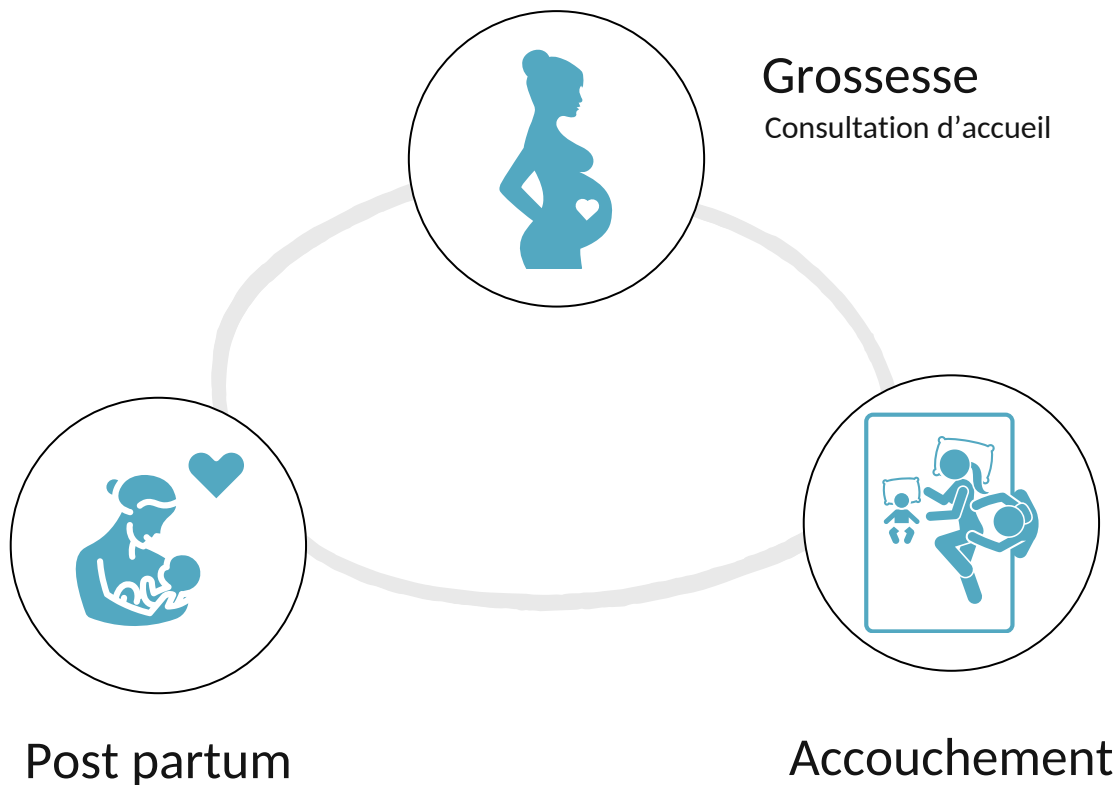 Grossesse
Consultation d’accueil
Post partum
Accouchement